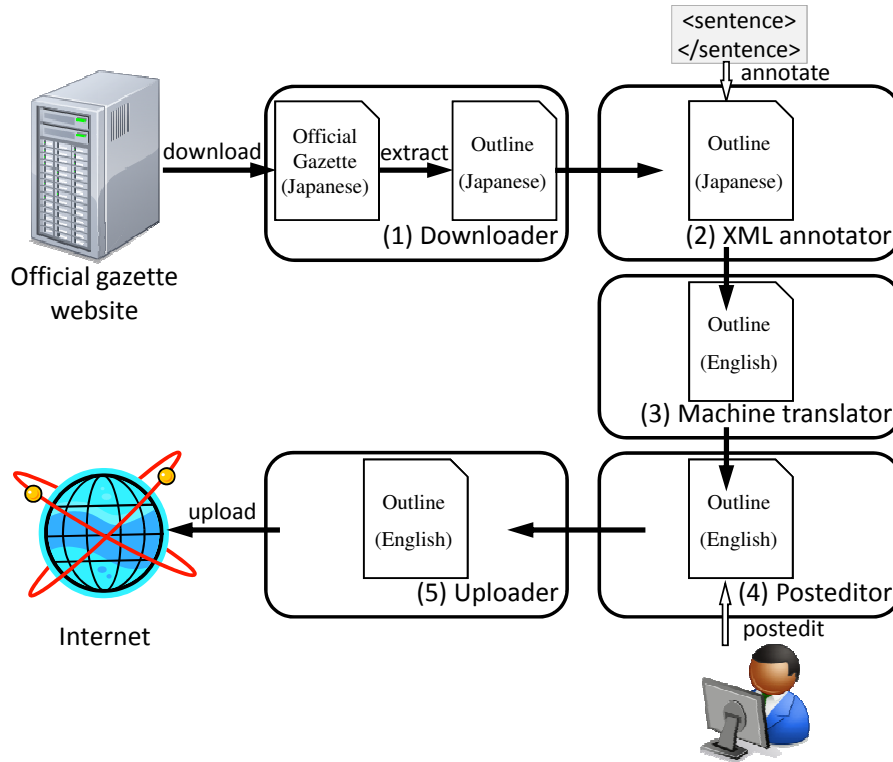 <sentence>
</sentence>
annotate
download
Official
Gazette
(Japanese)
extract
Outline
(Japanese)
(1) Downloader
Outline
(Japanese)
(2) XML annotator
Official gazette
website
Outline
(English)
(3) Machine translator
Outline
(English)
(4) Posteditor
postedit
Outline
(English)
(5) Uploader
upload
Internet